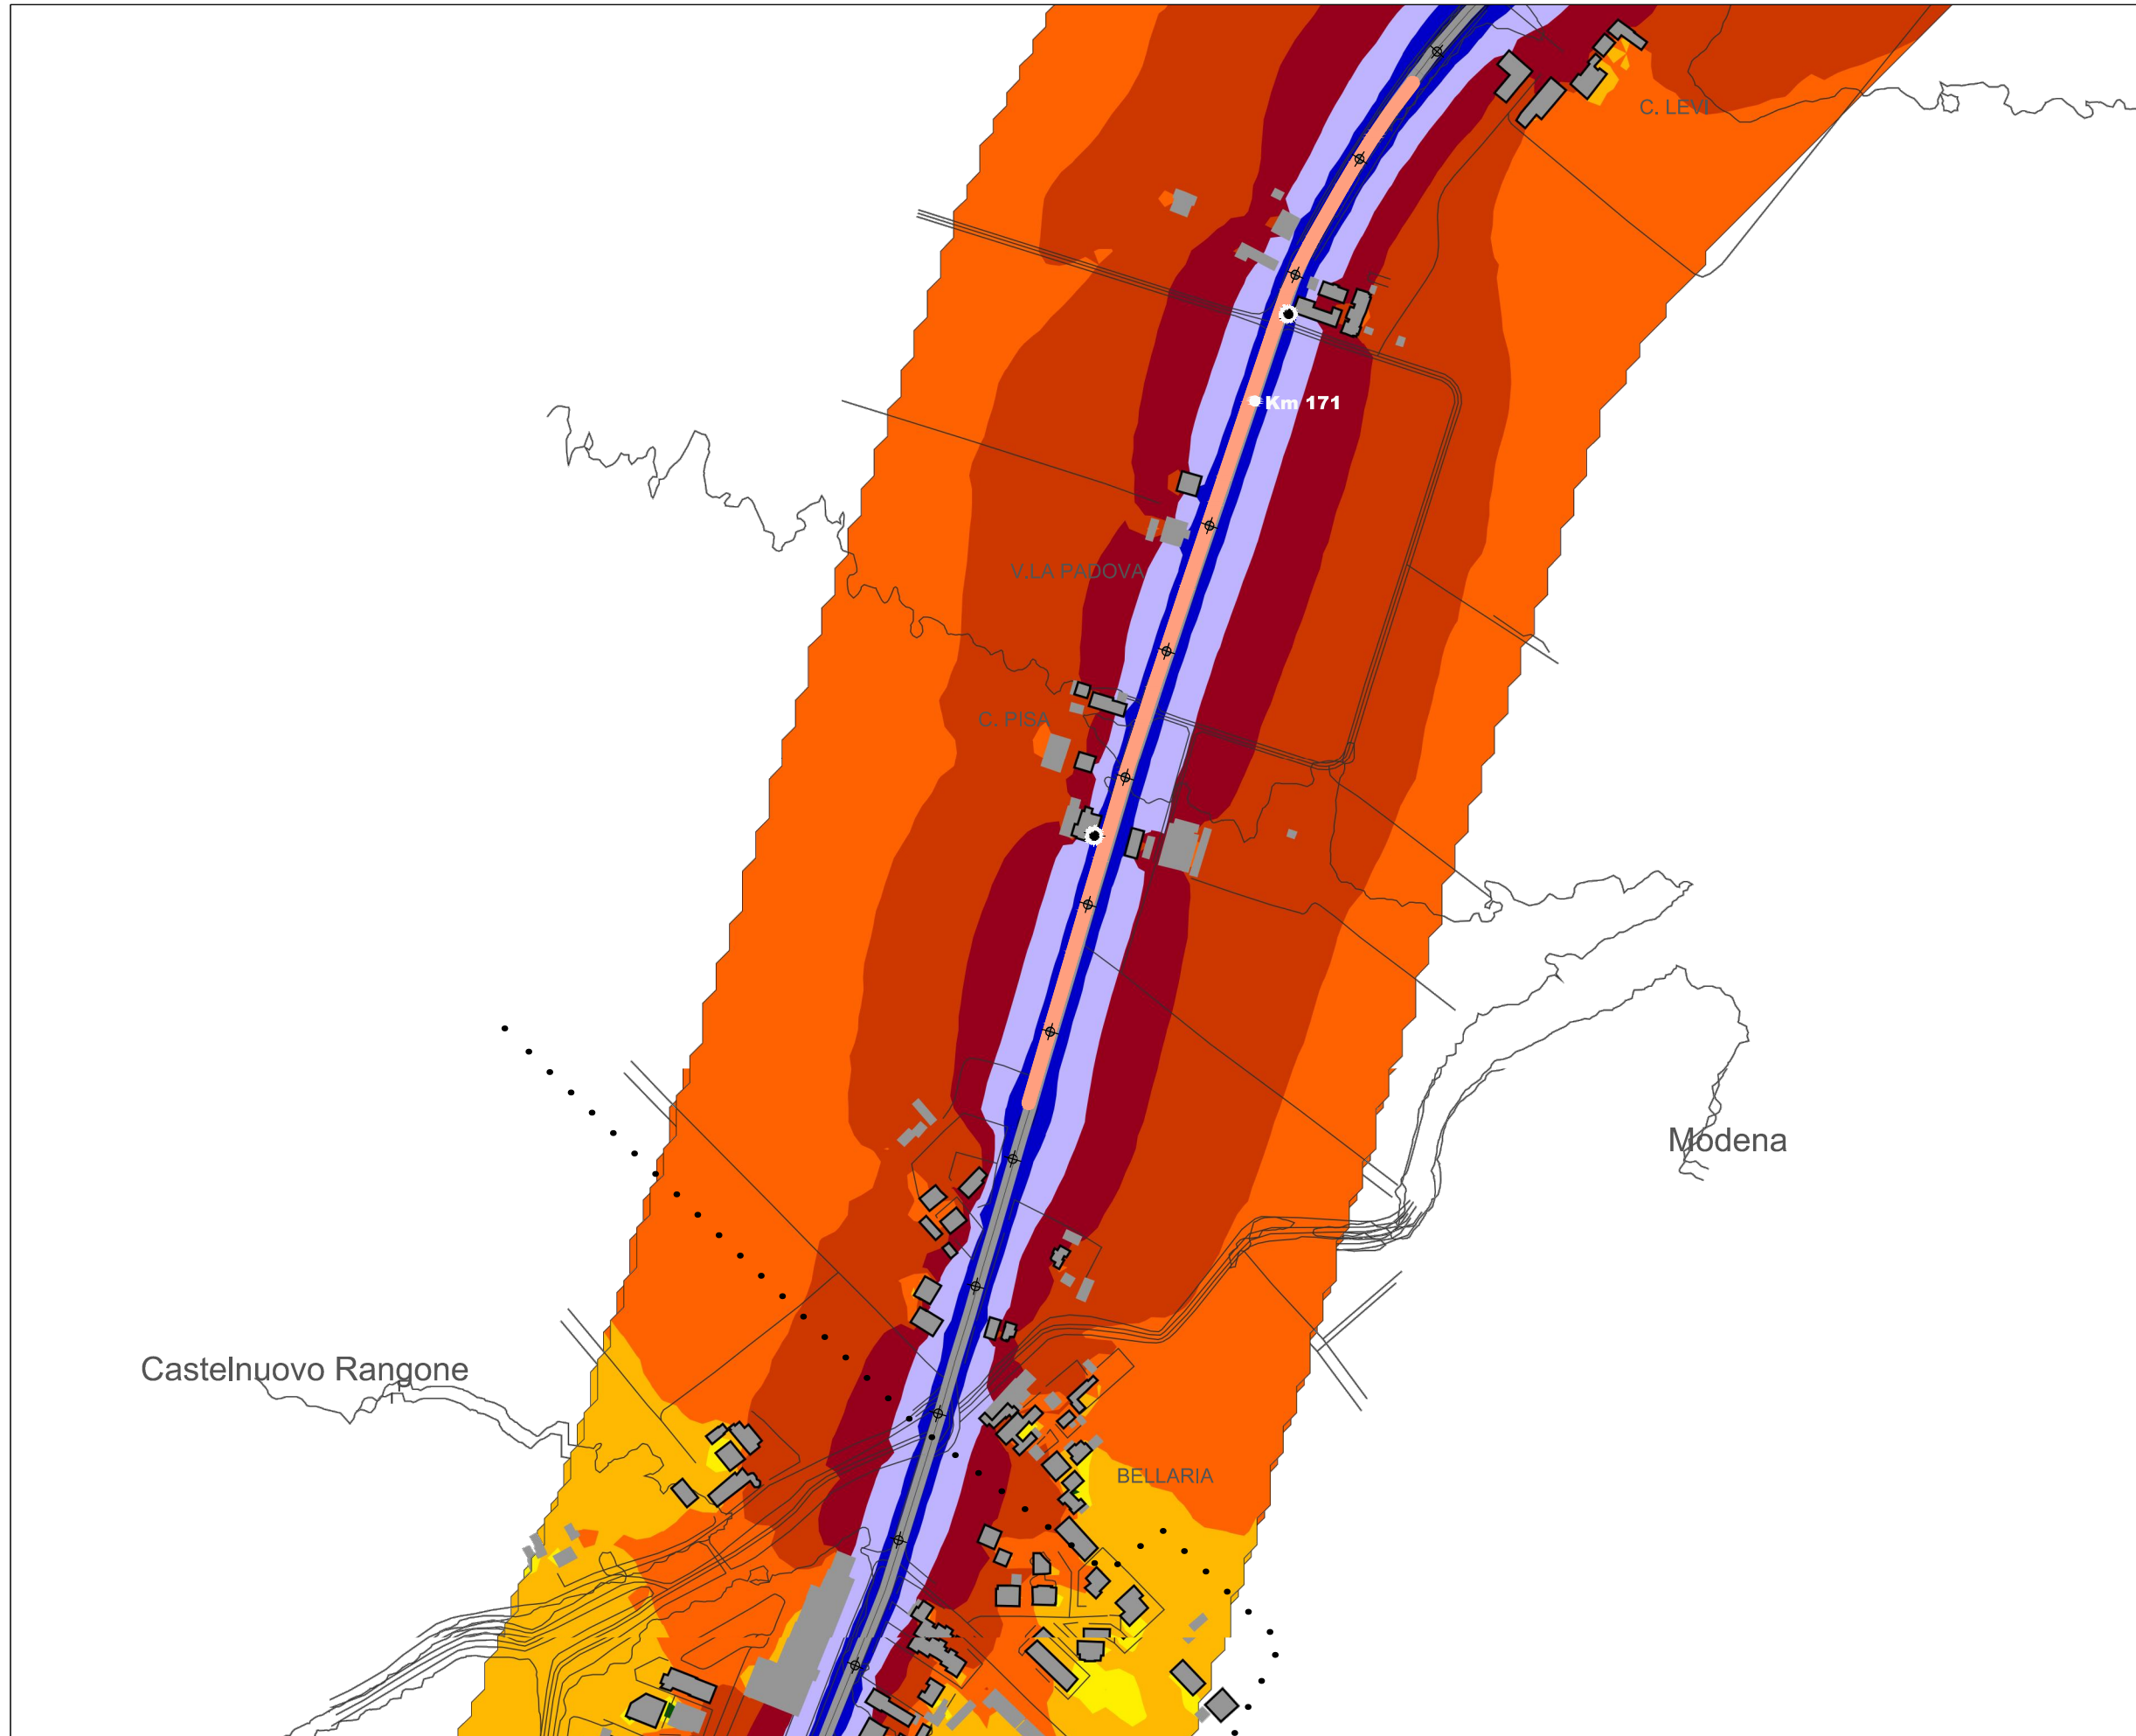 C. LEVI
Km 171
V.LA PADOVA
C. PISA
Modena
Castelnuovo Rangone
BELLARIA